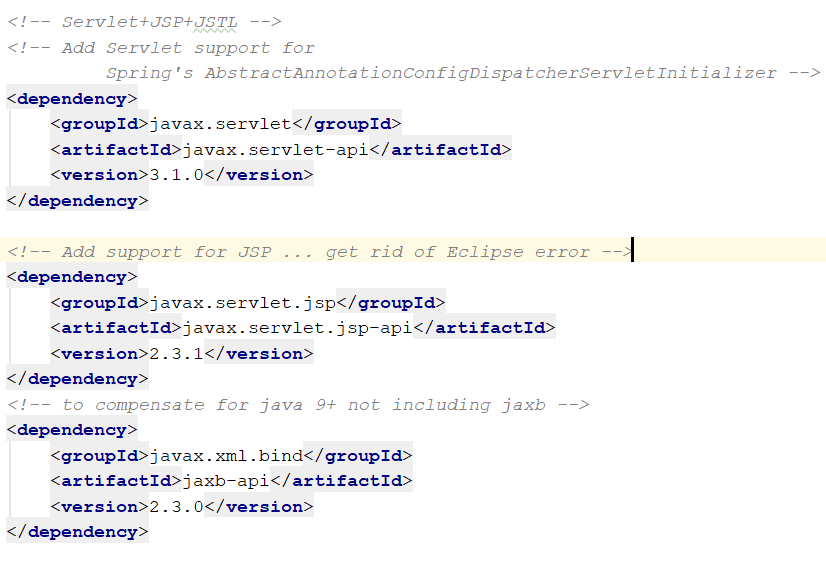 <!-- Servlet+JSP+JSTL -->
<!-- Add Servlet support for
         Spring's AbstractAnnotationConfigDispatcherServletInitializer -->
<dependency>
    <groupId>javax.servlet</groupId>
    <artifactId>javax.servlet-api</artifactId>
    <version>3.1.0</version>
</dependency>

<!-- Add support for JSP ... get rid of Eclipse error -->
<dependency>
    <groupId>javax.servlet.jsp</groupId>
    <artifactId>javax.servlet.jsp-api</artifactId>
    <version>2.3.1</version>
</dependency>
<!-- to compensate for java 9+ not including jaxb -->
<dependency>
    <groupId>javax.xml.bind</groupId>
    <artifactId>jaxb-api</artifactId>
    <version>2.3.0</version>
</dependency>